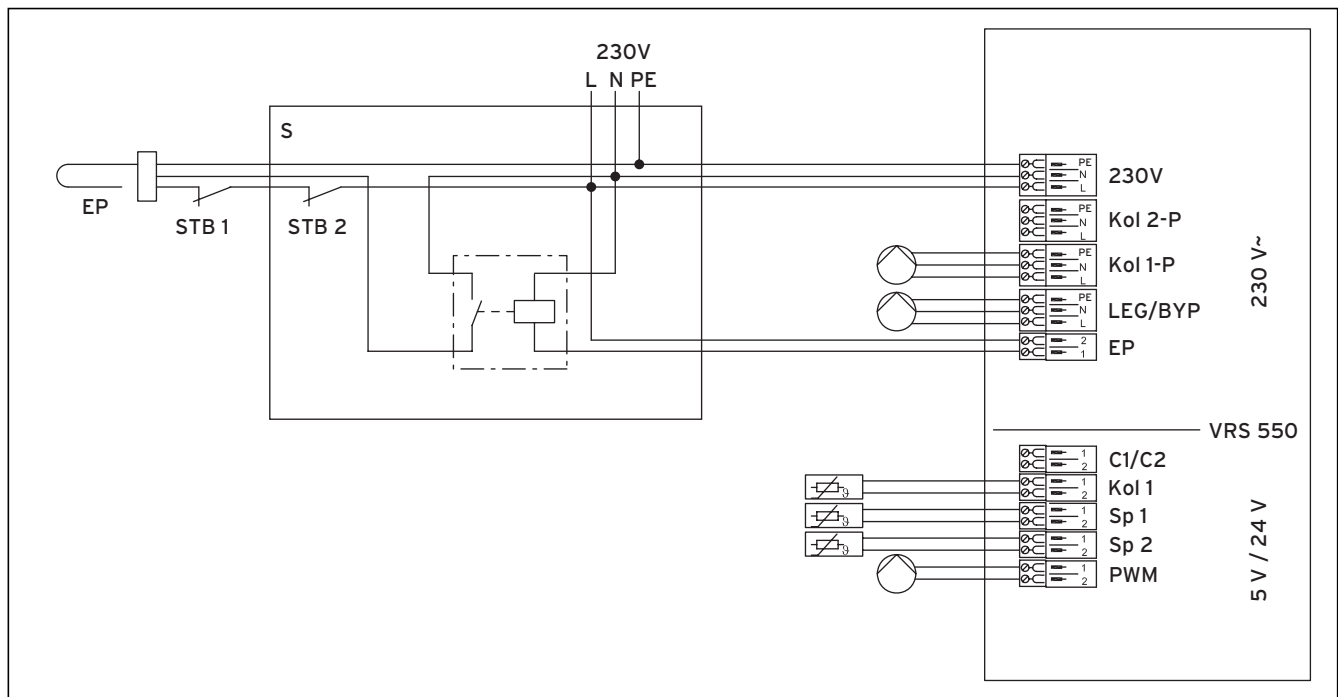 230V
L N PE
S
EP
STB 1
STB 2
PE
N
L
230V
PE
N
L
Kol 2-P
PE
N
L
Kol 1-P
PE
N
L
LEG/BYP
2
1
EP
230 V~
VRS 550
1
2
C1/C2
ϑ
1
2
Kol 1
ϑ
1
2
Sp 1
ϑ
1
2
Sp 2
1
2
PWM
5 V / 24 V